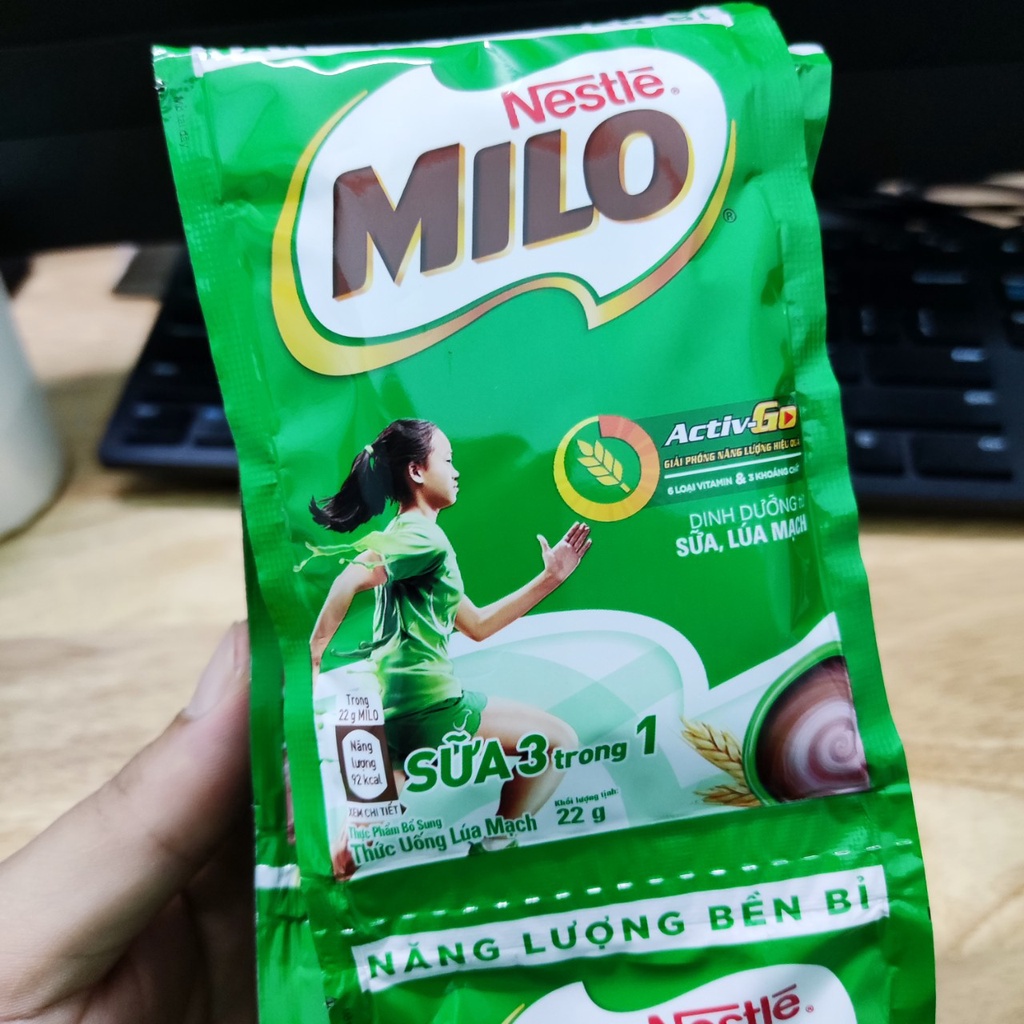 Nestlé®
MILO®
Activ-Go
GIẢI PHÓNG NĂNG LƯỢNG HIỆU QUẢ
6 LOẠI VITAMIN & 3 KHOÁNG CHẤT
DINH DƯỠNG từ
SỮA, LÚA MẠCH
Trong
22 g MILO
Năng
lượng
92 kcal
XEM CHI TIẾT
SỮA 3 trong 1
Thực Phẩm Bổ Sung
Thức Uống Lúa Mạch
Khối lượng tịnh:
22 g
NĂNG LƯỢNG BỀN BỈ
Nestlé®